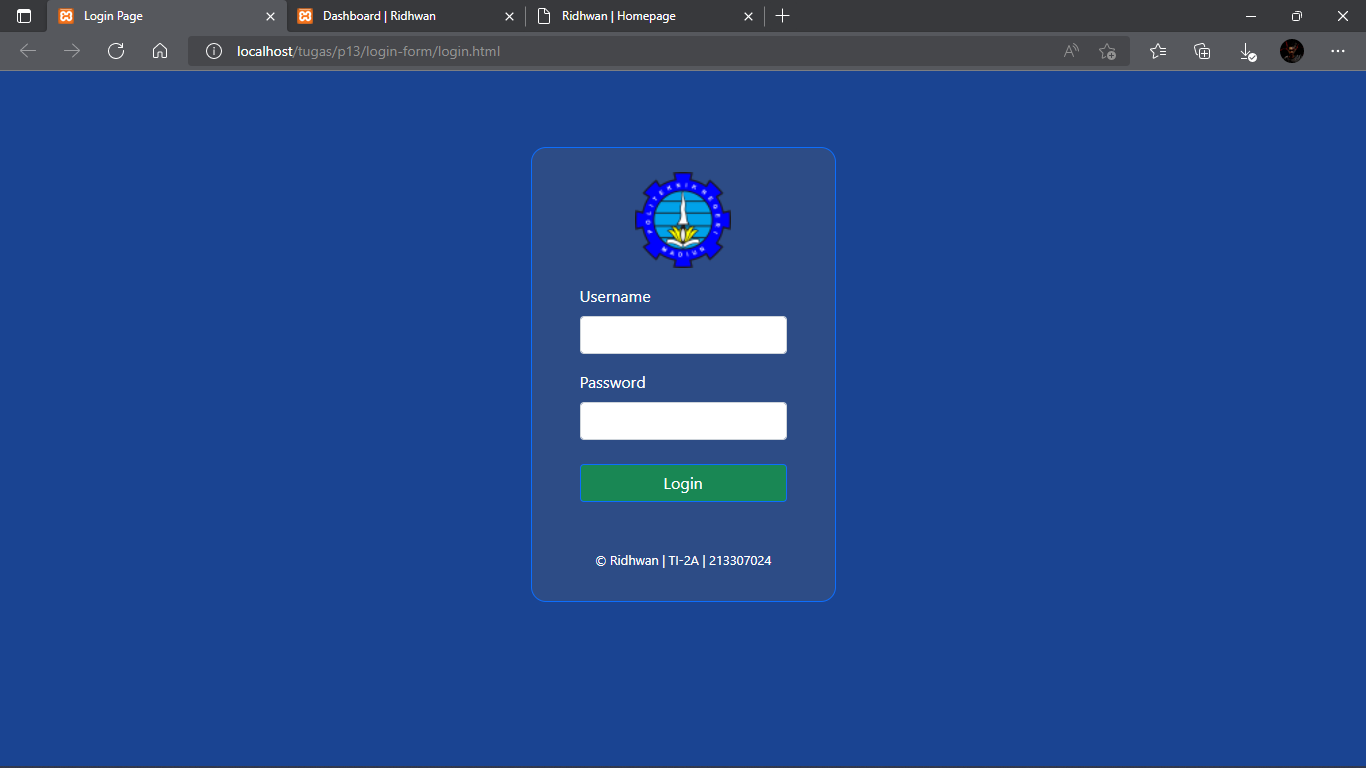 Login Page
Dashboard | Ridhwan
Ridhwan | Homepage
localhost/tugas/p13/login-form/login.html
POLITEKNIK NEGERI
MADIUN
Username
Password
Login
© Ridhwan | TI-2A | 213307024